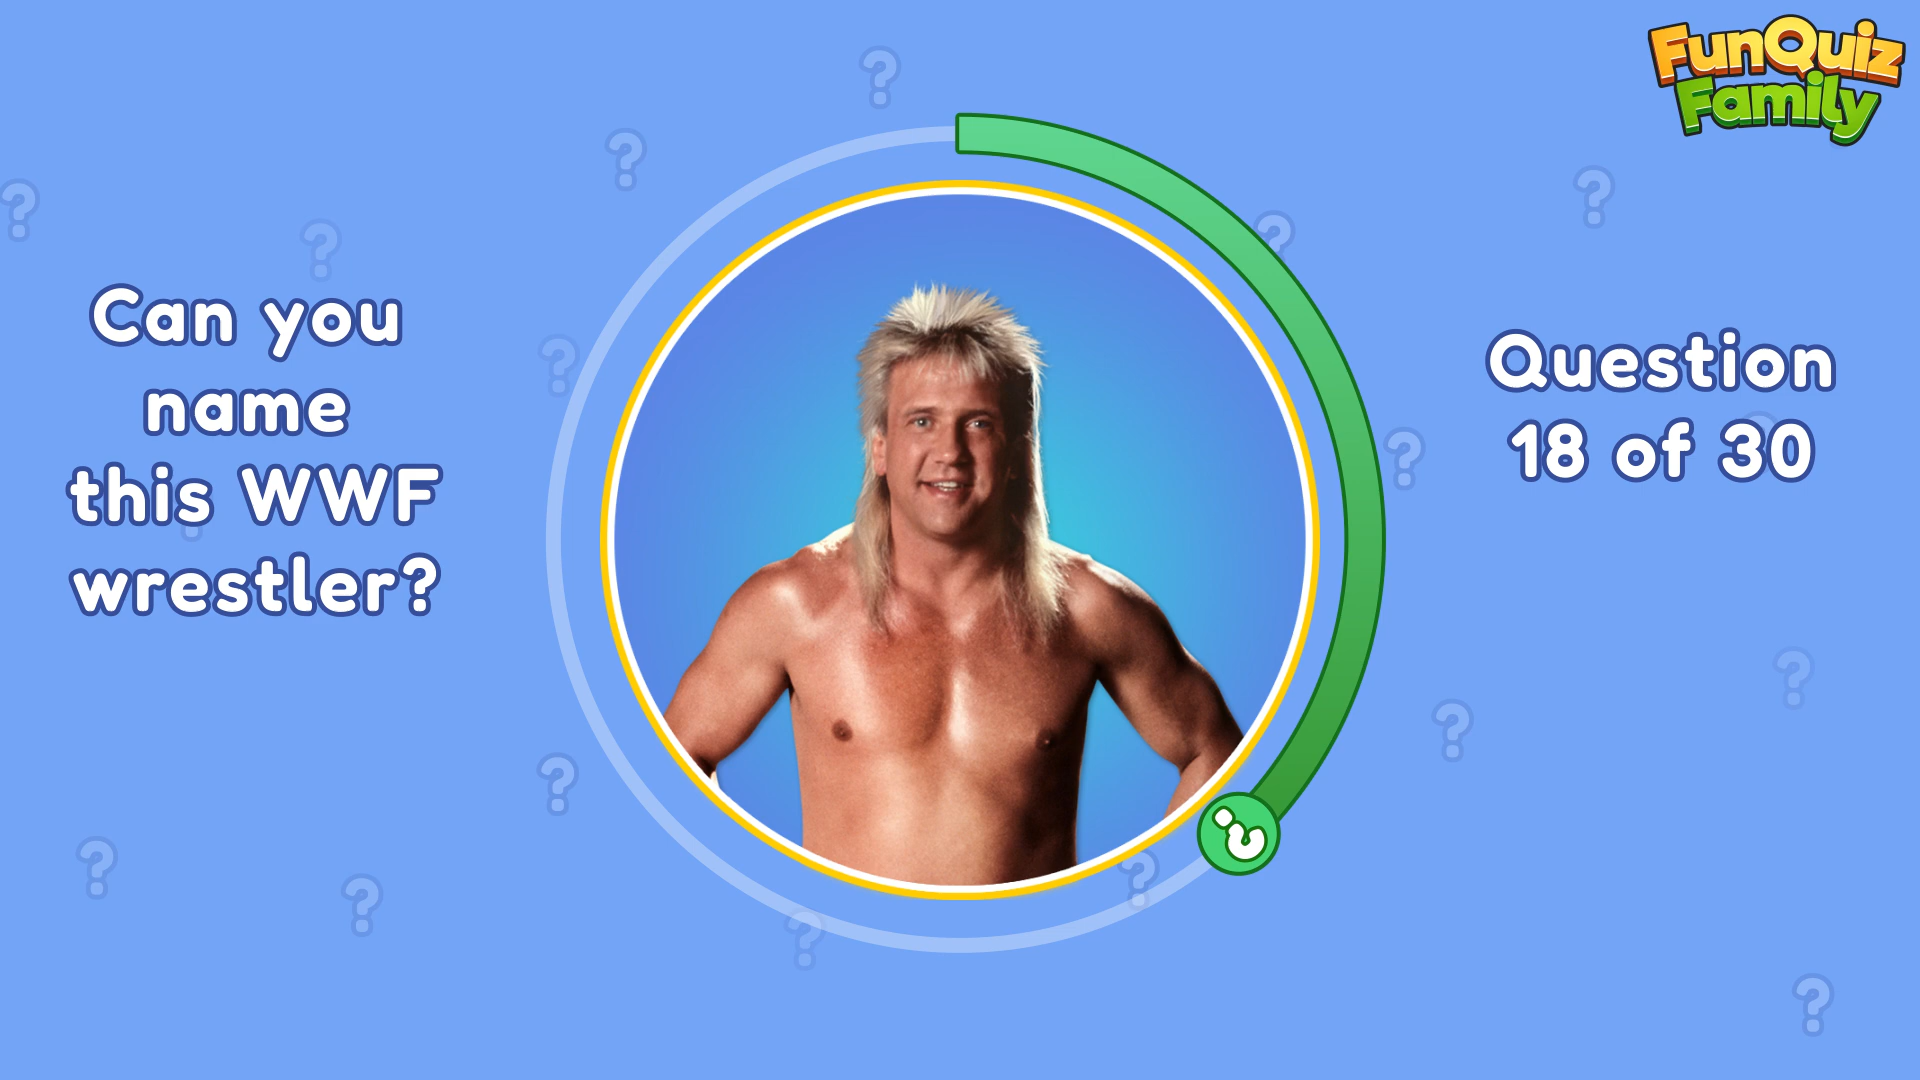 FunQuiz
Family
Can you
name
this WWF
wrestler?
Question
18 of 30